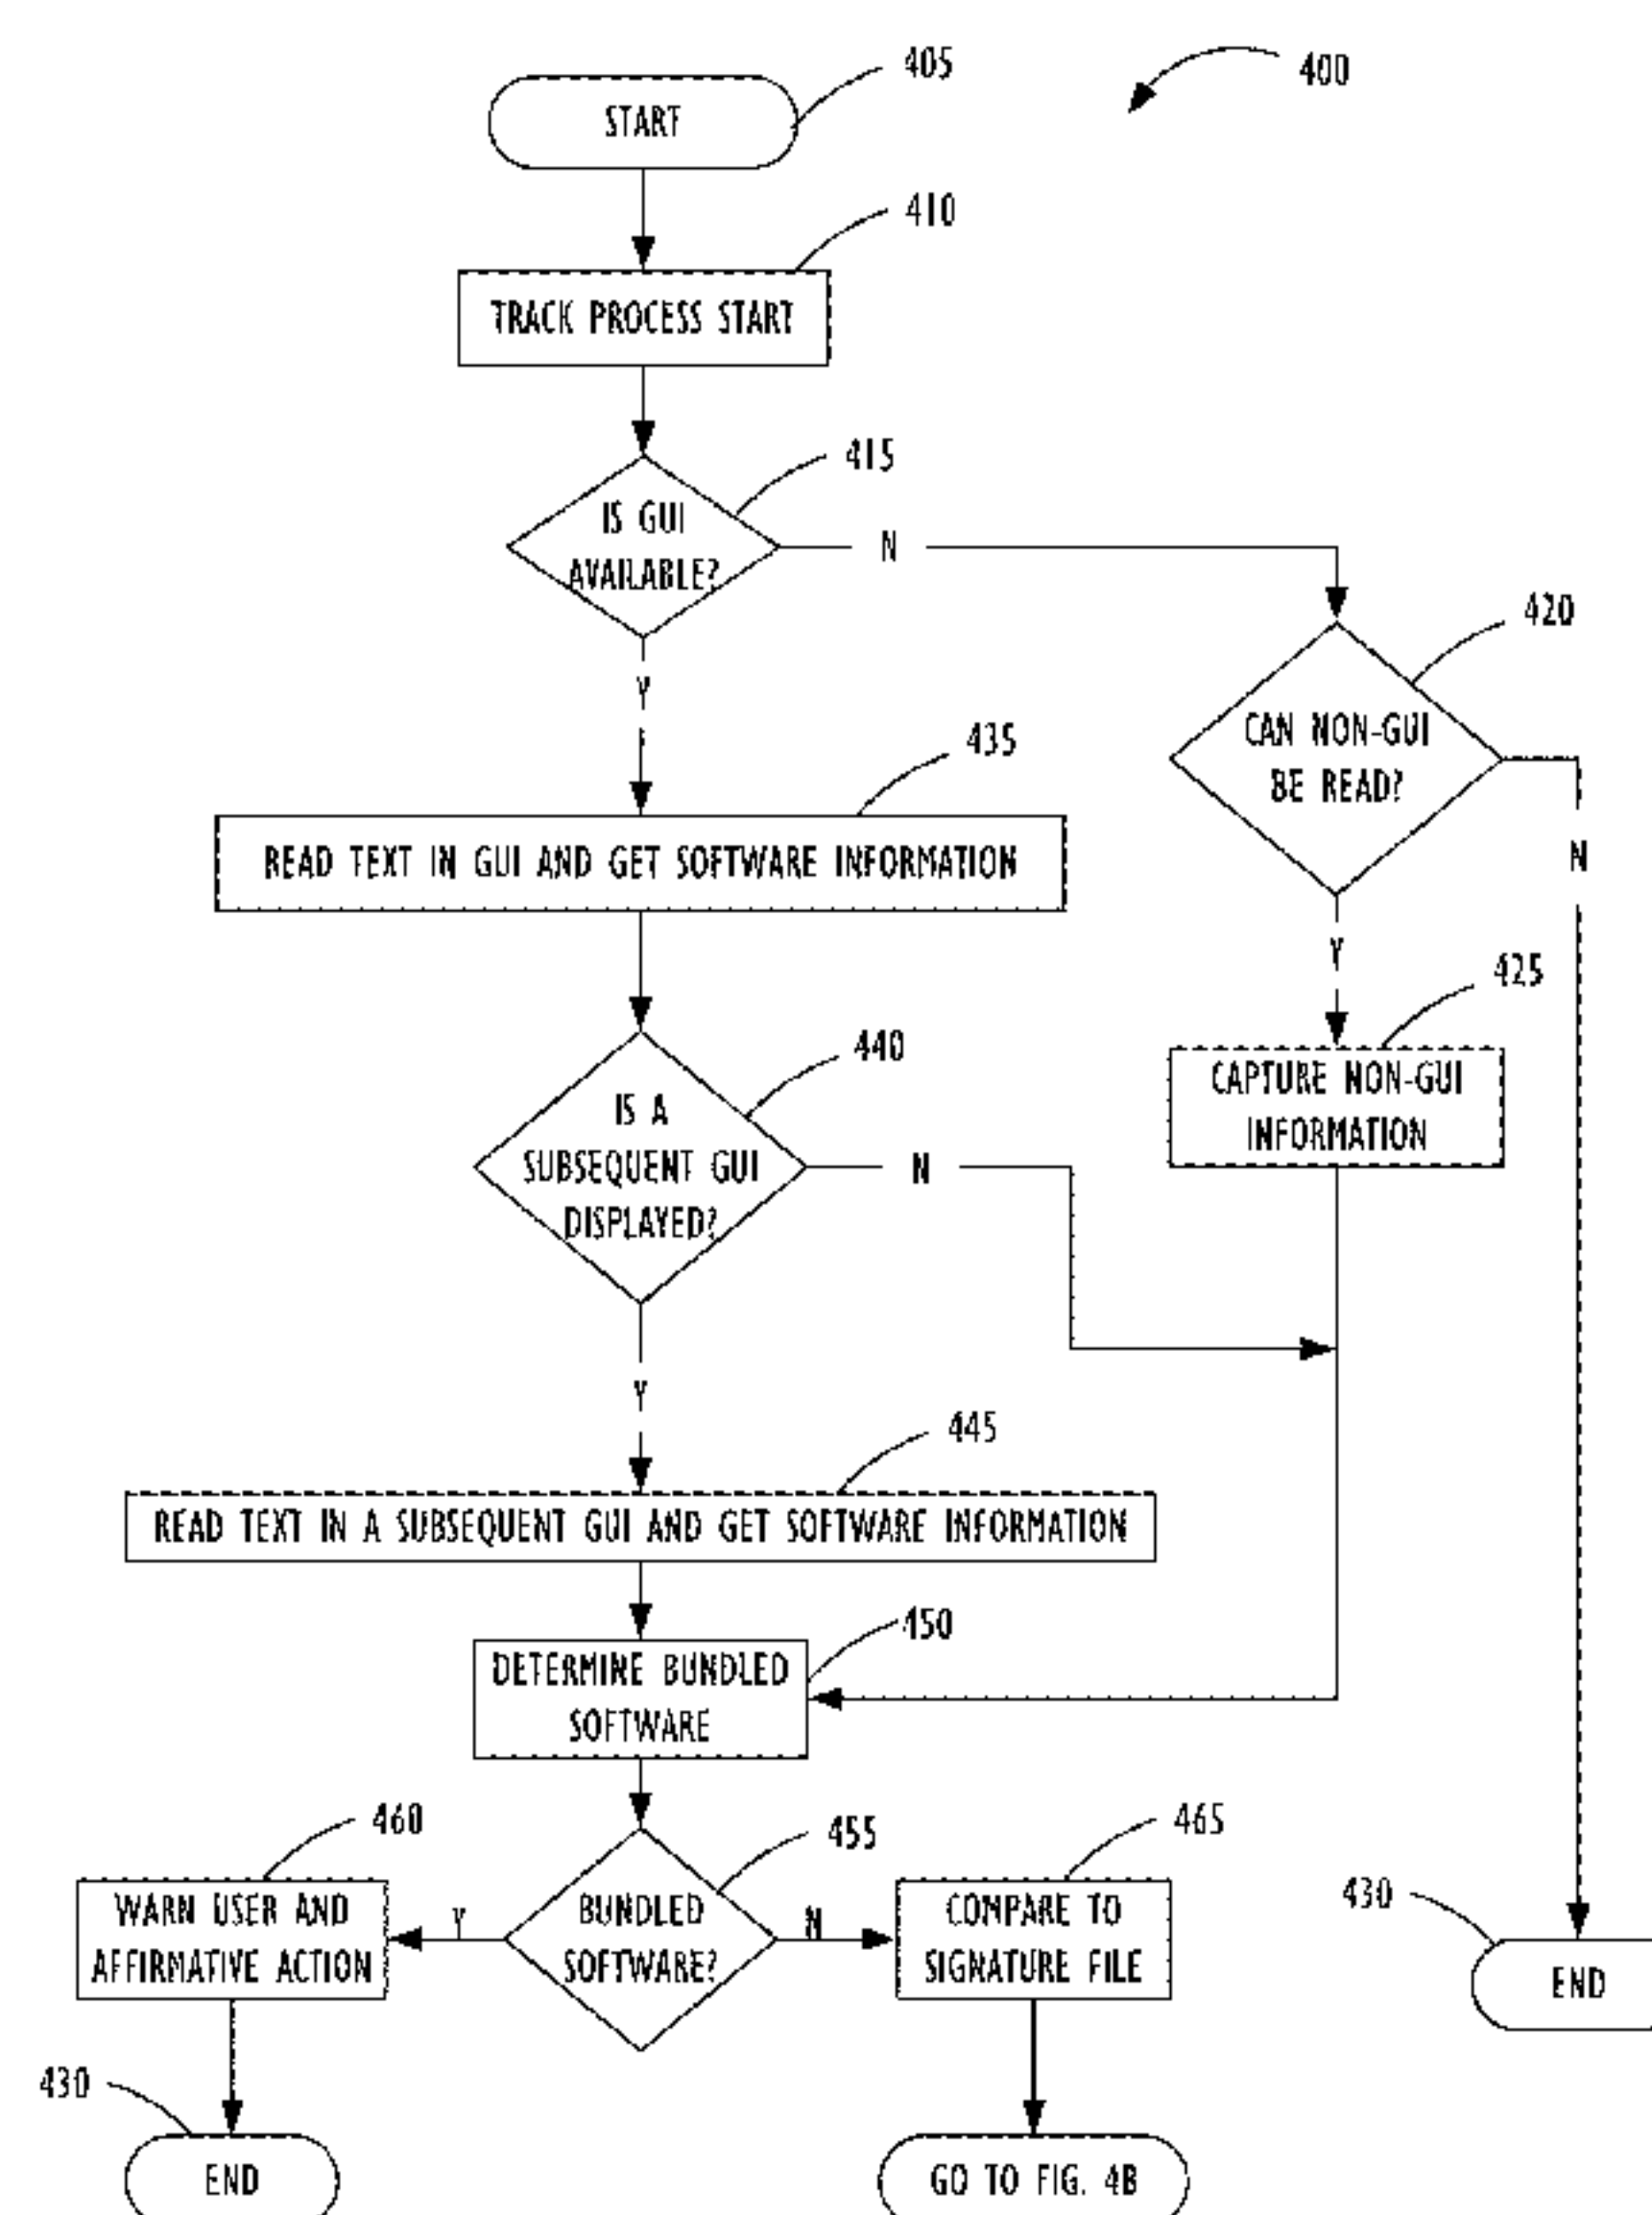 405
400
START
410
TRACK PROCESS START
415
IS GUI
AVAILABLE?
N
420
Y
CAN NON-GUI
BE READ?
435
N
READ TEXT IN GUI AND GET SOFTWARE INFORMATION
Y
425
440
CAPTURE NON-GUI
INFORMATION
IS A
SUBSEQUENT GUI
DISPLAYED?
N
Y
445
READ TEXT IN A SUBSEQUENT GUI AND GET SOFTWARE INFORMATION
450
DETERMINE BUNDLED
SOFTWARE
460
455
465
430
WARN USER AND
AFFIRMATIVE ACTION
Y
BUNDLED
SOFTWARE?
N
COMPARE TO
SIGNATURE FILE
END
430
END
GO TO FIG. 4B